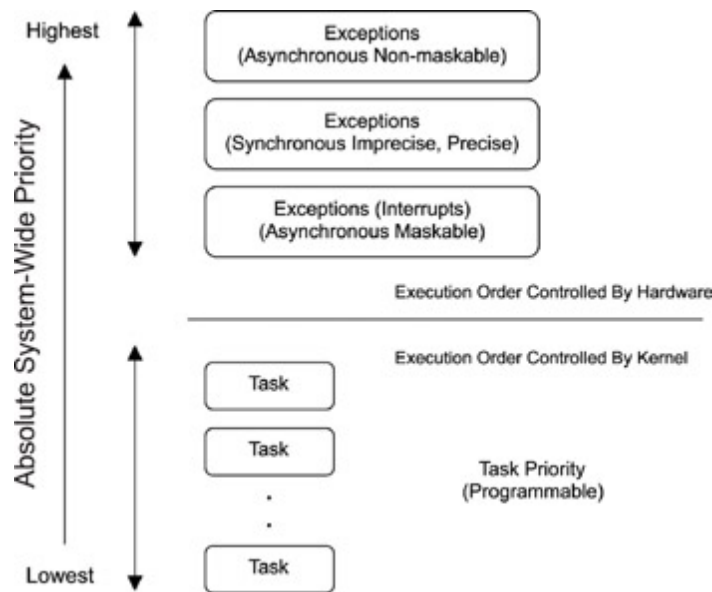 Highest
Absolute System-Wide Priority
Exceptions
(Asynchronous Non-maskable)
Exceptions
(Synchronous Imprecise, Precise)
Exceptions (Interrupts)
(Asynchronous Maskable)
Execution Order Controlled By Hardware
Execution Order Controlled By Kernel
Task
Task
Task Priority
(Programmable)
.
.
Task
Lowest